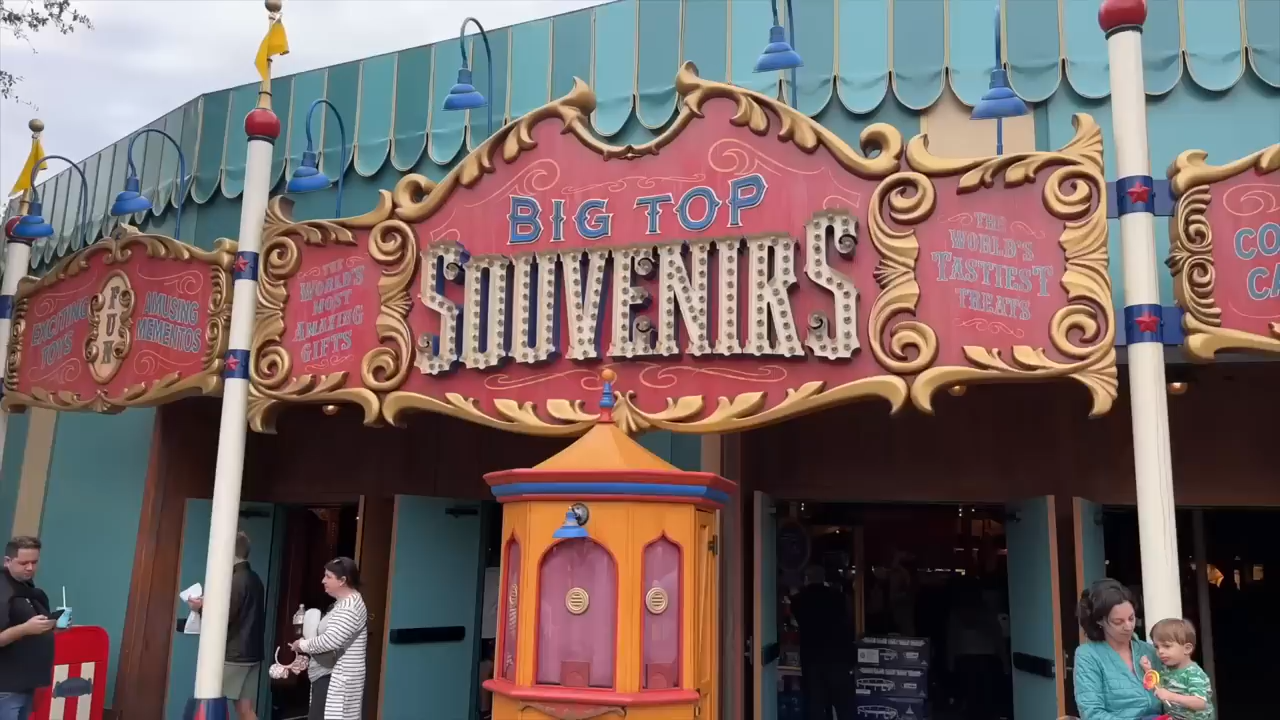 EXCITING
TOYS
FUN
AMUSING
MEMENTOS
THE
WORLD'S
MOST
AMAZING
GIFTS
BIG TOP
SOUVENIRS
THE
WORLD'S
TASTIEST
TREATS
CO
CA